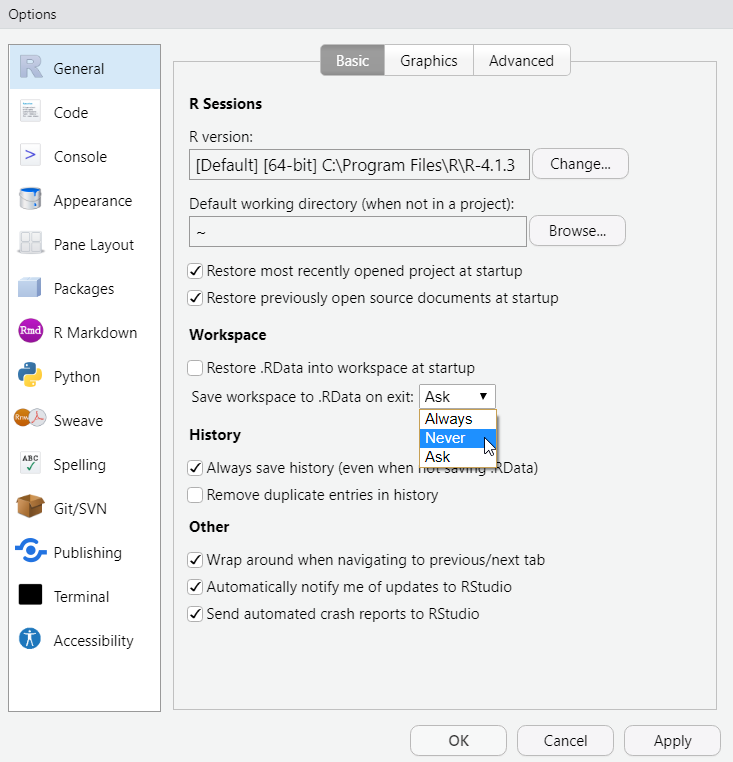 Options
General
Code
Console
Appearance
Pane Layout
Packages
Rmd R Markdown
Python
Rnw Sweave
ABC Spelling
Git/SVN
Publishing
Terminal
Accessibility
Basic Graphics Advanced
R Sessions
R version:
[Default] [64-bit] C:\Program Files\R\R-4.1.3 Change...
Default working directory (when not in a project):
~ Browse...
Restore most recently opened project at startup
Restore previously open source documents at startup
Workspace
Restore .RData into workspace at startup
Save workspace to .RData on exit: Ask
Always
Never
Ask
History
Always save history (even when not saving .RData)
Remove duplicate entries in history
Other
Wrap around when navigating to previous/next tab
Automatically notify me of updates to RStudio
Send automated crash reports to RStudio
OK Cancel Apply